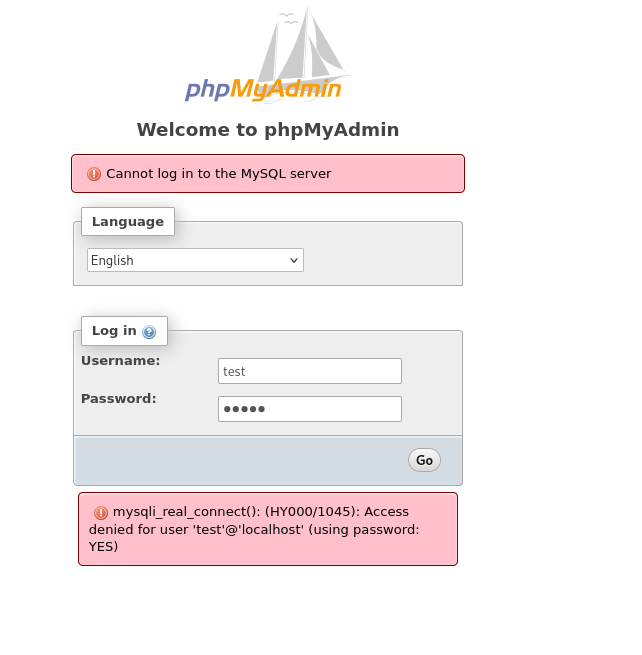 phpMyAdmin
Welcome to phpMyAdmin
Cannot log in to the MySQL server
Language
English
Log in
Username:
test
Password:
●●●●●
Go
mysqli_real_connect(): (HY000/1045): Access
denied for user 'test'@'localhost' (using password:
YES)